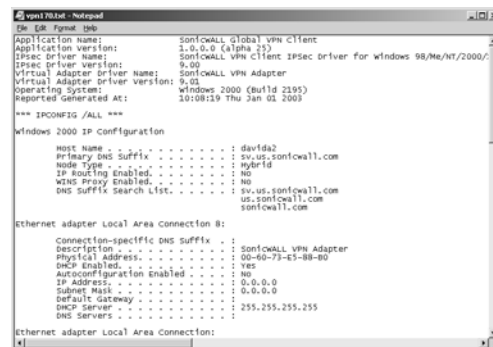 vpn170.txt - Notepad
File Edit Format Help
Application Name: SonicWALL Global VPN Client
Application Version: 1.0.0.0 (alpha 25)
IPsec Driver Name: SonicWALL VPN Client IPSec Driver for Windows 98/Me/NT/2000/
IPsec Driver Version: 9.00
Virtual Adapter Driver Name: SonicWALL VPN Adapter
Virtual Adapter Driver Version: 9.01
Operating System: Windows 2000 (Build 2195)
Reported Generated At: 10:08:19 Thu Jan 01 2003
*** IPCONFIG /ALL ***
Windows 2000 IP Configuration
Host Name . . . . . . . . . . . . : davida2
Primary DNS Suffix . . . . . . . : sv.us.sonicwall.com
Node Type . . . . . . . . . . . . : Hybrid
IP Routing Enabled. . . . . . . . : No
WINS Proxy Enabled. . . . . . . . : No
DNS Suffix Search List. . . . . . : sv.us.sonicwall.com
us.sonicwall.com
sonicwall.com
Ethernet adapter Local Area Connection 8:
Connection-specific DNS Suffix . :
Description . . . . . . . . . . . : SonicWALL VPN Adapter
Physical Address. . . . . . . . . : 00-60-73-E5-88-B0
DHCP Enabled. . . . . . . . . . . : Yes
Autoconfiguration Enabled . . . . : No
IP Address. . . . . . . . . . . . : 0.0.0.0
Subnet Mask . . . . . . . . . . . : 0.0.0.0
Default Gateway . . . . . . . . . :
DHCP Server . . . . . . . . . . . : 255.255.255.255
DNS Servers . . . . . . . . . . . :
Ethernet adapter Local Area Connection: